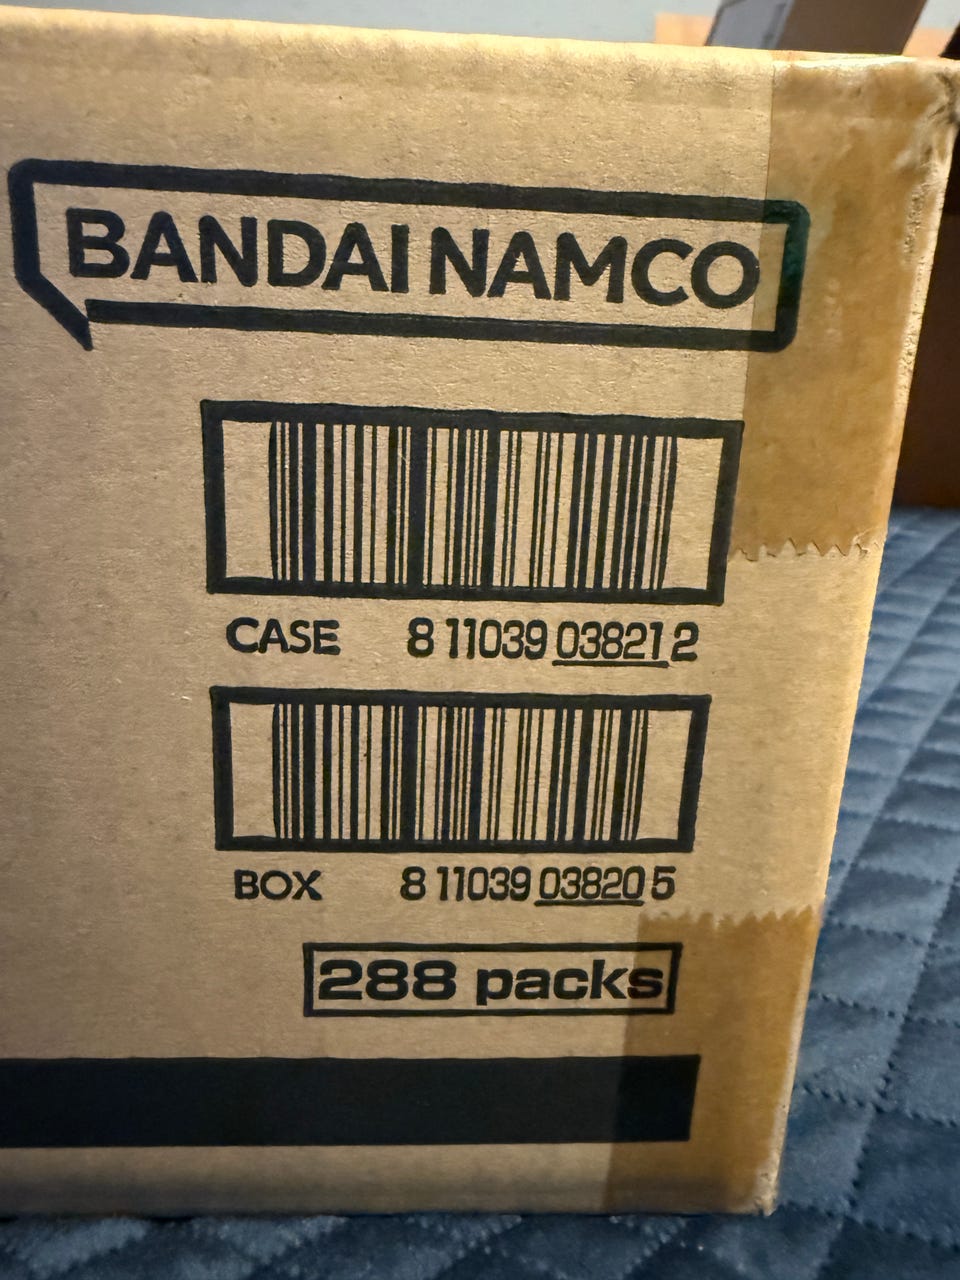 BANDAI NAMCO
CASE 8 11039 03821 2
BOX 8 11039 03820 5
288 packs